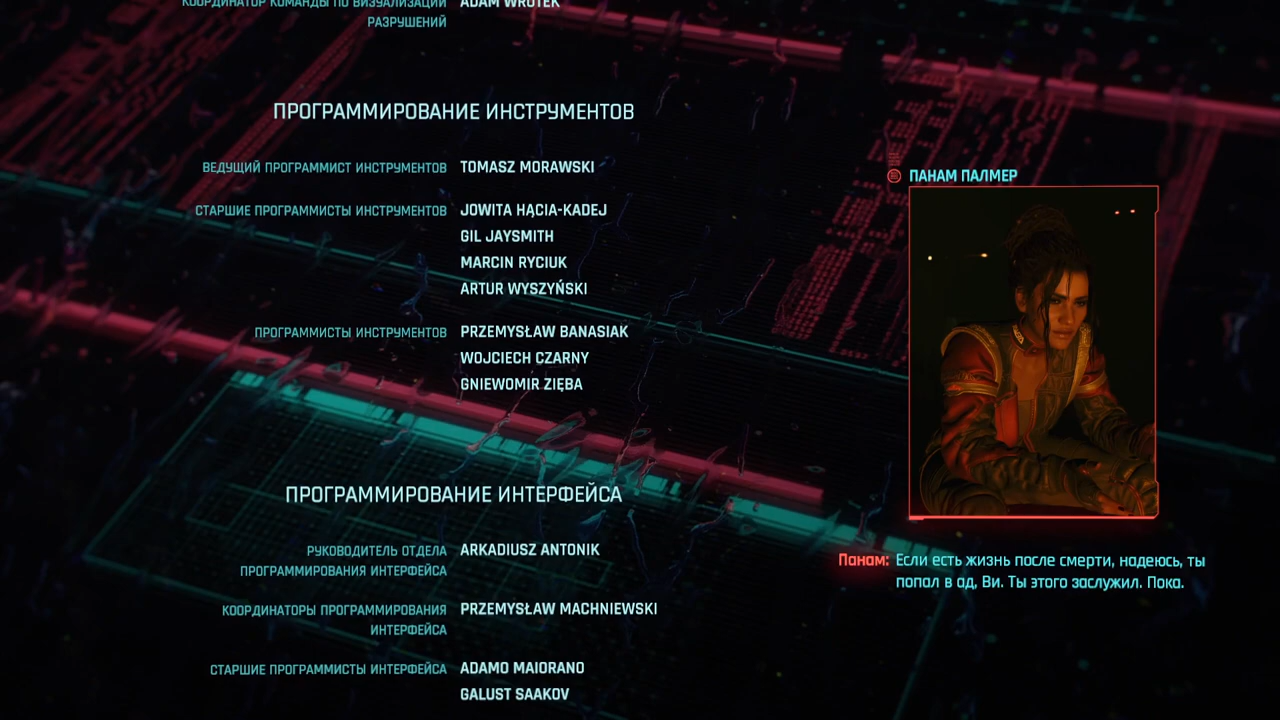 КООРДИНАТОР КОМАНДЫ ПО ВИЗУАЛИЗАЦИИ ADAM WROTEK
РАЗРУШЕНИЙ
ПРОГРАММИРОВАНИЕ ИНСТРУМЕНТОВ
ВЕДУЩИЙ ПРОГРАММИСТ ИНСТРУМЕНТОВ TOMASZ MORAWSKI
СТАРШИЕ ПРОГРАММИСТЫ ИНСТРУМЕНТОВ JOWITA HĄCIA-KADEJ
GIL JAYSMITH
MARCIN RYCIUK
ARTUR WYSZYŃSKI
ПРОГРАММИСТЫ ИНСТРУМЕНТОВ PRZEMYSŁAW BANASIAK
WOJCIECH CZARNY
GNIEWOMIR ZIĘBA
ПРОГРАММИРОВАНИЕ ИНТЕРФЕЙСА
РУКОВОДИТЕЛЬ ОТДЕЛА ARKADIUSZ ANTONIK
ПРОГРАММИРОВАНИЯ ИНТЕРФЕЙСА
КООРДИНАТОРЫ ПРОГРАММИРОВАНИЯ PRZEMYSŁAW MACHNIEWSKI
ИНТЕРФЕЙСА
СТАРШИЕ ПРОГРАММИСТЫ ИНТЕРФЕЙСА ADAMO MAIORANO
GALUST SAAKOV
ПАНАМ ПАЛМЕР
Панам: Если есть жизнь после смерти, надеюсь, ты
попал в ад, Ви. Ты этого заслужил. Пока.